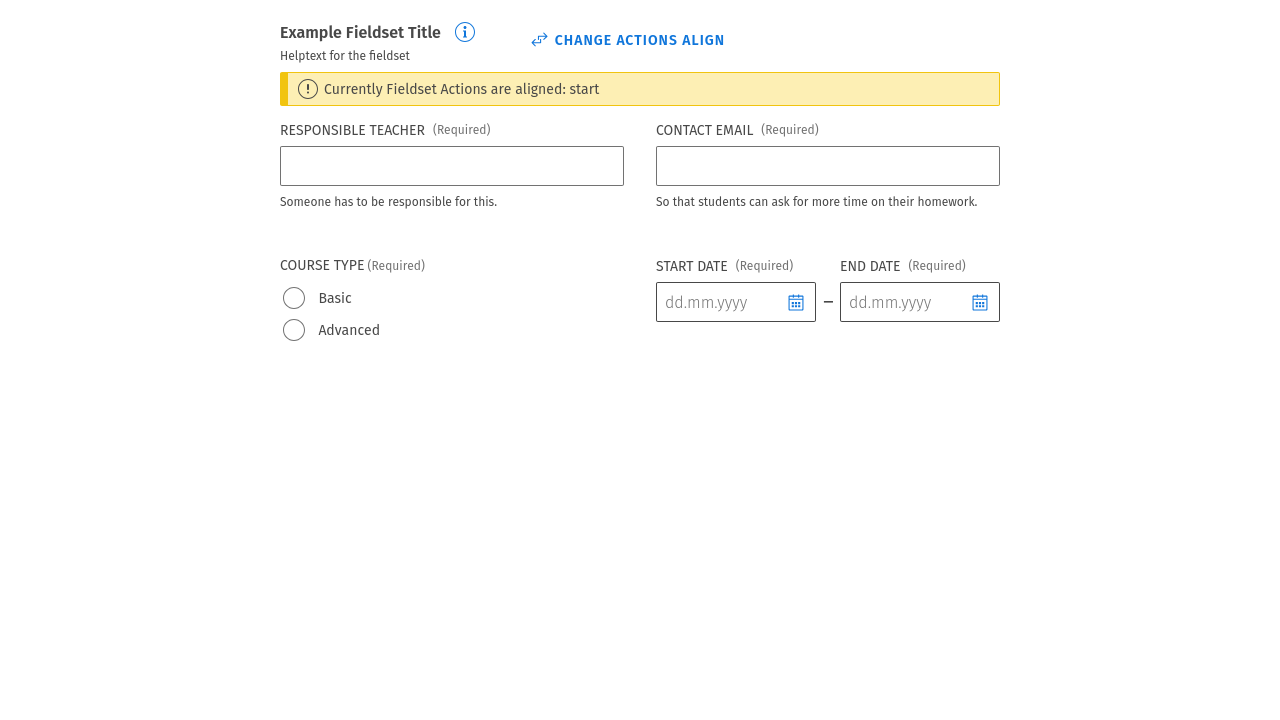 Example Fieldset Title
CHANGE ACTIONS ALIGN
Helptext for the fieldset
Currently Fieldset Actions are aligned: start
RESPONSIBLE TEACHER (Required)
CONTACT EMAIL (Required)
Someone has to be responsible for this.
So that students can ask for more time on their homework.
COURSE TYPE (Required)
START DATE (Required)
END DATE (Required)
Basic
dd.mm.yyyy – dd.mm.yyyy
Advanced